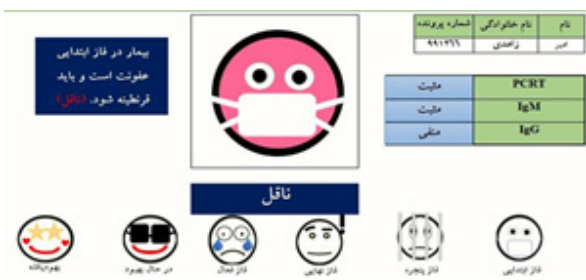 نام نام خانوادگی شماره پرونده
امیر زاهدی ۹۹۱۲۶۶
PCRT مثبت
IgM مثبت
IgG منفی
بیمار در فاز ابتدایی
عفونت است و باید
قرنطینه شود. (ناقل)
ناقل
فاز ابتدایی
فاز پنجره
فاز نهایی
فاز فعال
در حال بهبود
بهبودیافته